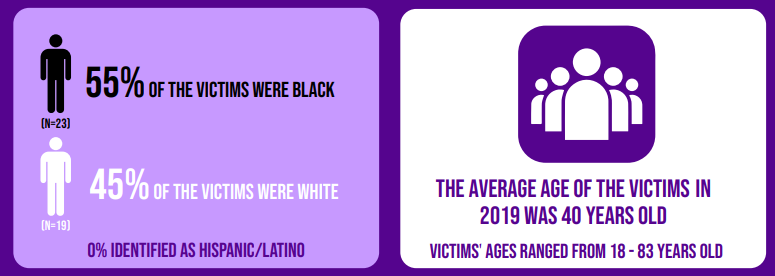 55% OF THE VICTIMS WERE BLACK
(N=23)
45% OF THE VICTIMS WERE WHITE
(N=19)
0% IDENTIFIED AS HISPANIC/LATINO
THE AVERAGE AGE OF THE VICTIMS IN
2019 WAS 40 YEARS OLD
VICTIMS' AGES RANGED FROM 18 - 83 YEARS OLD